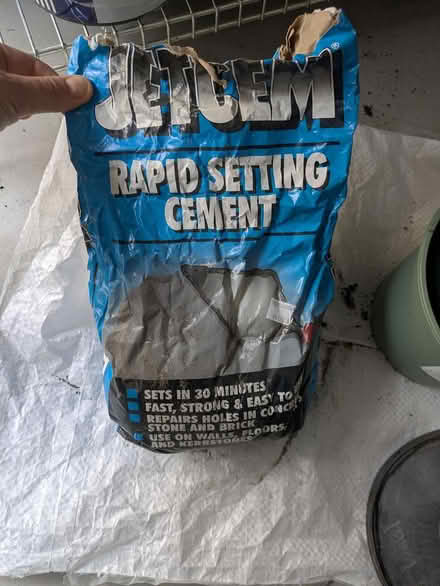 JETCEM®
RAPID SETTING
CEMENT
SETS IN 30 MINUTES
FAST, STRONG & EASY TO
REPAIRS HOLES IN
STONE AND BRICK
USE ON WALLS, FLOORS,
AND KERBSTONES